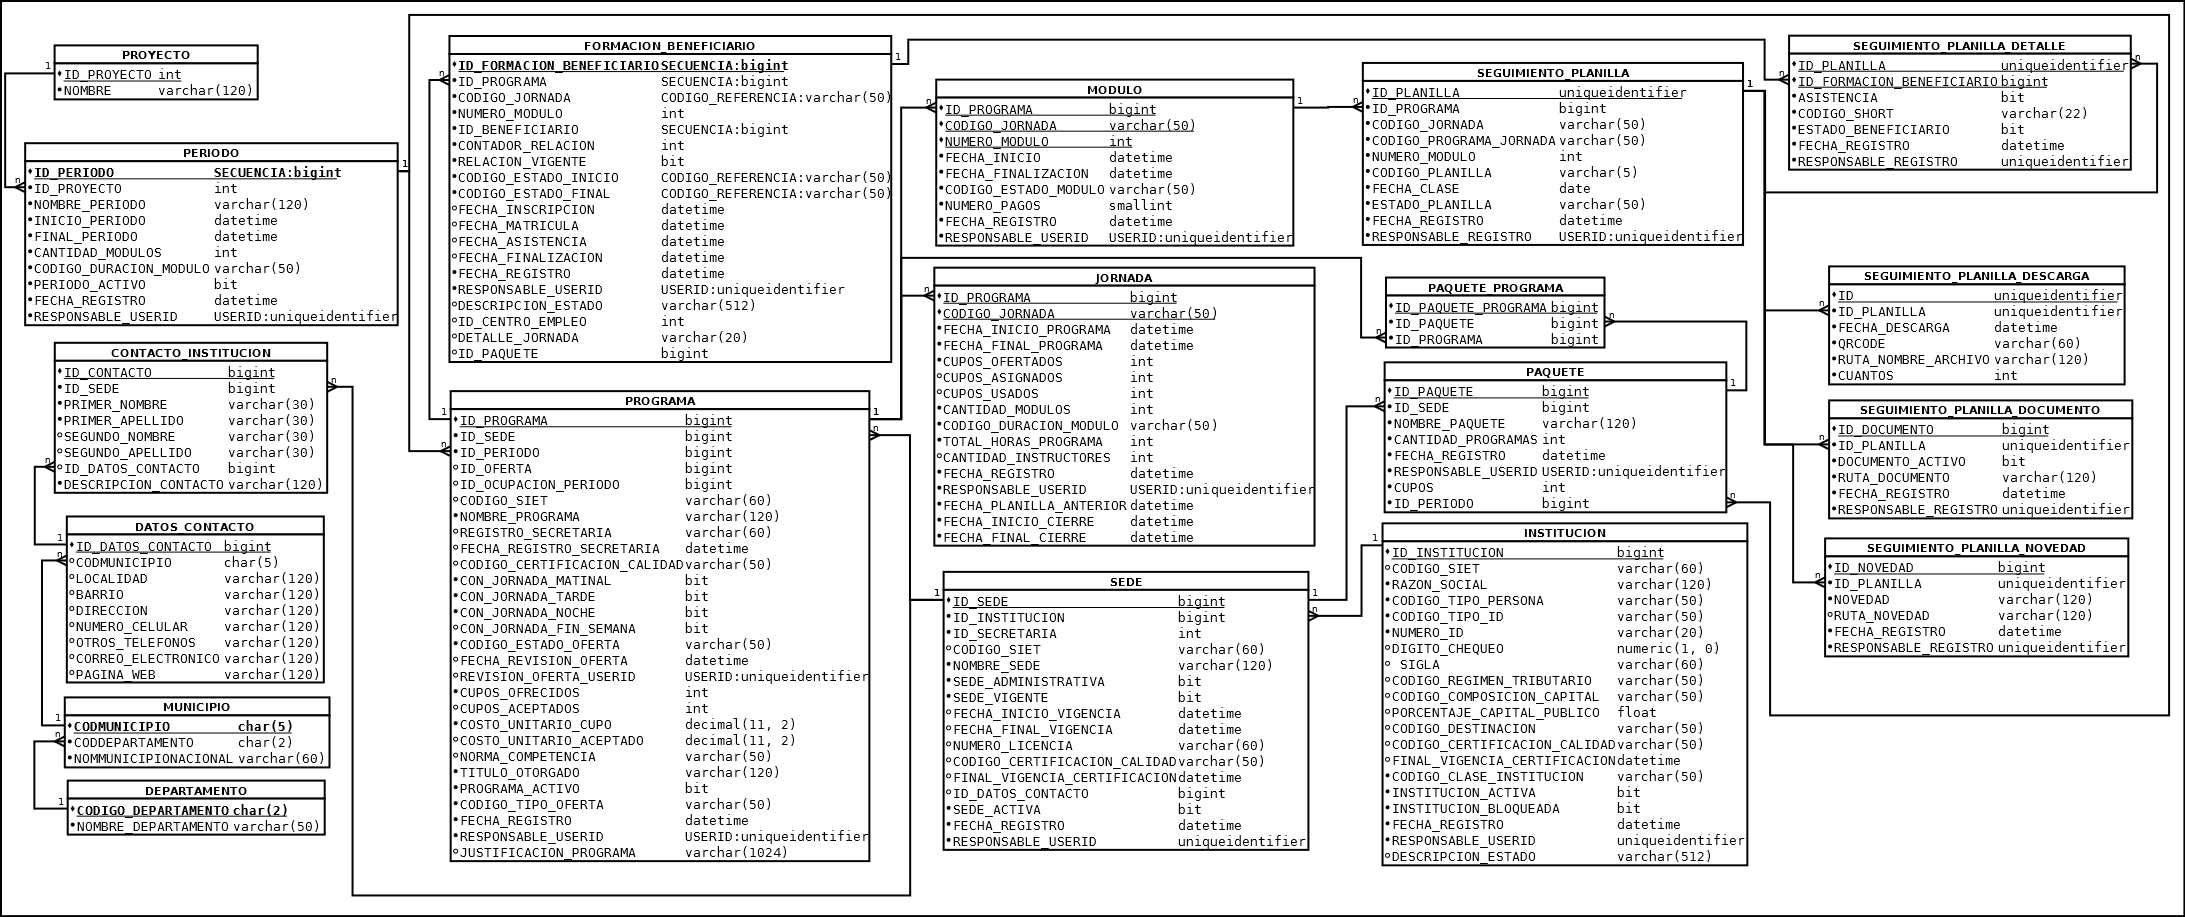 PROYECTO
ID_PROYECTO int
NOMBRE varchar(120)
PERIODO
ID_PERIODO SECUENCIA:bigint
ID_PROYECTO int
NOMBRE_PERIODO varchar(120)
INICIO_PERIODO datetime
FINAL_PERIODO datetime
CANTIDAD_MODULOS int
CODIGO_DURACION_MODULO varchar(50)
PERIODO_ACTIVO bit
FECHA_REGISTRO datetime
RESPONSABLE_USERID USERID:uniqueidentifier
CONTACTO_INSTITUCION
ID_CONTACTO bigint
ID_SEDE bigint
PRIMER_NOMBRE varchar(30)
PRIMER_APELLIDO varchar(30)
SEGUNDO_NOMBRE varchar(30)
SEGUNDO_APELLIDO varchar(30)
ID_DATOS_CONTACTO bigint
DESCRIPCION_CONTACTO varchar(120)
DATOS_CONTACTO
ID_DATOS_CONTACTO bigint
CODMUNICIPIO char(5)
LOCALIDAD varchar(120)
BARRIO varchar(120)
DIRECCION varchar(120)
NUMERO_CELULAR varchar(120)
OTROS_TELEFONOS varchar(120)
CORREO_ELECTRONICO varchar(120)
PAGINA_WEB varchar(120)
MUNICIPIO
CODMUNICIPIO char(5)
CODDEPARTAMENTO char(2)
NOMMUNICIPIONACIONAL varchar(60)
DEPARTAMENTO
CODIGO_DEPARTAMENTO char(2)
NOMBRE_DEPARTAMENTO varchar(50)
FORMACION_BENEFICIARIO
ID_FORMACION_BENEFICIARIO SECUENCIA:bigint
ID_PROGRAMA SECUENCIA:bigint
CODIGO_JORNADA CODIGO_REFERENCIA:varchar(50)
NUMERO_MODULO int
ID_BENEFICIARIO SECUENCIA:bigint
CONTADOR_RELACION int
RELACION_VIGENTE bit
CODIGO_ESTADO_INICIO CODIGO_REFERENCIA:varchar(50)
CODIGO_ESTADO_FINAL CODIGO_REFERENCIA:varchar(50)
FECHA_INSCRIPCION datetime
FECHA_MATRICULA datetime
FECHA_ASISTENCIA datetime
FECHA_FINALIZACION datetime
FECHA_REGISTRO datetime
RESPONSABLE_USERID USERID:uniqueidentifier
DESCRIPCION_ESTADO varchar(512)
ID_CENTRO_EMPLEO int
DETALLE_JORNADA varchar(20)
ID_PAQUETE bigint
PROGRAMA
ID_PROGRAMA bigint
ID_SEDE bigint
ID_PERIODO bigint
ID_OFERTA bigint
ID_OCUPACION_PERIODO bigint
CODIGO_SIET varchar(60)
NOMBRE_PROGRAMA varchar(120)
REGISTRO_SECRETARIA varchar(60)
FECHA_REGISTRO_SECRETARIA datetime
CODIGO_CERTIFICACION_CALIDAD varchar(50)
CON_JORNADA_MATINAL bit
CON_JORNADA_TARDE bit
CON_JORNADA_NOCHE bit
CON_JORNADA_FIN_SEMANA bit
CODIGO_ESTADO_OFERTA varchar(50)
FECHA_REVISION_OFERTA datetime
REVISION_OFERTA_USERID USERID:uniqueidentifier
CUPOS_OFRECIDOS int
CUPOS_ACEPTADOS int
COSTO_UNITARIO_CUPO decimal(11, 2)
COSTO_UNITARIO_ACEPTADO decimal(11, 2)
NORMA_COMPETENCIA varchar(50)
TITULO_OTORGADO varchar(120)
PROGRAMA_ACTIVO bit
CODIGO_TIPO_OFERTA varchar(50)
FECHA_REGISTRO datetime
RESPONSABLE_USERID USERID:uniqueidentifier
JUSTIFICACION_PROGRAMA varchar(1024)
MODULO
ID_PROGRAMA bigint
CODIGO_JORNADA varchar(50)
NUMERO_MODULO int
FECHA_INICIO datetime
FECHA_FINALIZACION datetime
CODIGO_ESTADO_MODULO varchar(50)
NUMERO_PAGOS smallint
FECHA_REGISTRO datetime
RESPONSABLE_USERID USERID:uniqueidentifier
JORNADA
ID_PROGRAMA bigint
CODIGO_JORNADA varchar(50)
FECHA_INICIO_PROGRAMA datetime
FECHA_FINAL_PROGRAMA datetime
CUPOS_OFERTADOS int
CUPOS_ASIGNADOS int
CUPOS_USADOS int
CANTIDAD_MODULOS int
CODIGO_DURACION_MODULO varchar(50)
TOTAL_HORAS_PROGRAMA int
CANTIDAD_INSTRUCTORES int
FECHA_REGISTRO datetime
RESPONSABLE_USERID USERID:uniqueidentifier
FECHA_PLANILLA_ANTERIOR datetime
FECHA_INICIO_CIERRE datetime
FECHA_FINAL_CIERRE datetime
SEDE
ID_SEDE bigint
ID_INSTITUCION bigint
ID_SECRETARIA int
CODIGO_SIET varchar(60)
NOMBRE_SEDE varchar(120)
SEDE_ADMINISTRATIVA bit
SEDE_VIGENTE bit
FECHA_INICIO_VIGENCIA datetime
FECHA_FINAL_VIGENCIA datetime
NUMERO_LICENCIA varchar(60)
CODIGO_CERTIFICACION_CALIDAD varchar(50)
FINAL_VIGENCIA_CERTIFICACION datetime
ID_DATOS_CONTACTO bigint
SEDE_ACTIVA bit
FECHA_REGISTRO datetime
RESPONSABLE_USERID uniqueidentifier
SEGUIMIENTO_PLANILLA
ID_PLANILLA uniqueidentifier
ID_PROGRAMA bigint
CODIGO_JORNADA varchar(50)
CODIGO_PROGRAMA_JORNADA varchar(50)
NUMERO_MODULO int
CODIGO_PLANILLA varchar(5)
FECHA_CLASE date
ESTADO_PLANILLA varchar(50)
FECHA_REGISTRO datetime
RESPONSABLE_REGISTRO USERID:uniqueidentifier
PAQUETE_PROGRAMA
ID_PAQUETE_PROGRAMA bigint
ID_PAQUETE bigint
ID_PROGRAMA bigint
PAQUETE
ID_PAQUETE bigint
ID_SEDE bigint
NOMBRE_PAQUETE varchar(120)
CANTIDAD_PROGRAMAS int
FECHA_REGISTRO datetime
RESPONSABLE_USERID USERID:uniqueidentifier
CUPOS int
ID_PERIODO bigint
INSTITUCION
ID_INSTITUCION bigint
CODIGO_SIET varchar(60)
RAZON_SOCIAL varchar(120)
CODIGO_TIPO_PERSONA varchar(50)
CODIGO_TIPO_ID varchar(50)
NUMERO_ID varchar(20)
DIGITO_CHEQUEO numeric(1, 0)
SIGLA varchar(60)
CODIGO_REGIMEN_TRIBUTARIO varchar(50)
CODIGO_COMPOSICION_CAPITAL varchar(50)
PORCENTAJE_CAPITAL_PUBLICO float
CODIGO_DESTINACION varchar(50)
CODIGO_CERTIFICACION_CALIDAD varchar(50)
FINAL_VIGENCIA_CERTIFICACION datetime
CODIGO_CLASE_INSTITUCION varchar(50)
INSTITUCION_ACTIVA bit
INSTITUCION_BLOQUEADA bit
FECHA_REGISTRO datetime
RESPONSABLE_USERID uniqueidentifier
DESCRIPCION_ESTADO varchar(512)
SEGUIMIENTO_PLANILLA_DETALLE
ID_PLANILLA uniqueidentifier
ID_FORMACION_BENEFICIARIO bigint
ASISTENCIA bit
CODIGO_SHORT varchar(22)
ESTADO_BENEFICIARIO bit
FECHA_REGISTRO datetime
RESPONSABLE_REGISTRO uniqueidentifier
SEGUIMIENTO_PLANILLA_DESCARGA
ID uniqueidentifier
ID_PLANILLA uniqueidentifier
FECHA_DESCARGA datetime
QRCODE varchar(60)
RUTA_NOMBRE_ARCHIVO varchar(120)
CUANTOS int
SEGUIMIENTO_PLANILLA_DOCUMENTO
ID_DOCUMENTO bigint
ID_PLANILLA uniqueidentifier
DOCUMENTO_ACTIVO bit
RUTA_DOCUMENTO varchar(120)
FECHA_REGISTRO datetime
RESPONSABLE_REGISTRO uniqueidentifier
SEGUIMIENTO_PLANILLA_NOVEDAD
ID_NOVEDAD bigint
ID_PLANILLA uniqueidentifier
NOVEDAD varchar(120)
RUTA_NOVEDAD varchar(120)
FECHA_REGISTRO datetime
RESPONSABLE_REGISTRO uniqueidentifier